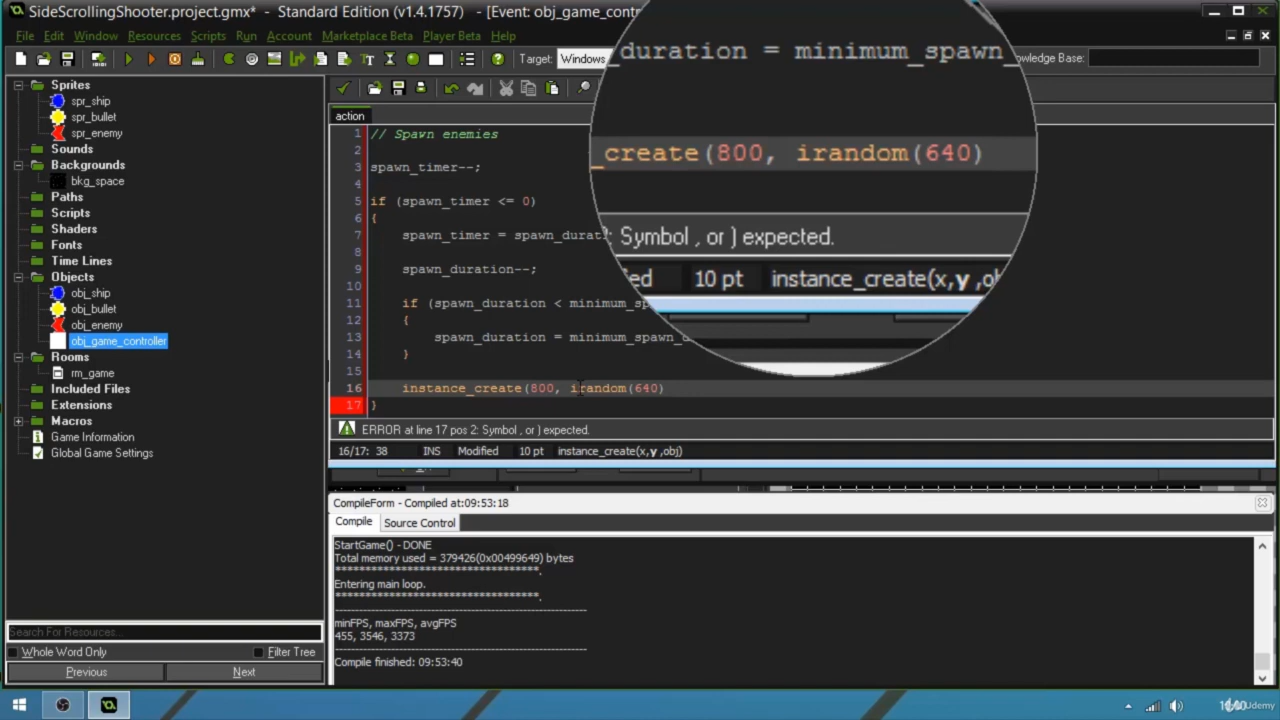 SideScrollingShooter.project.gmx* - Standard Edition (v1.4.1757) - [Event: obj_game_contr
File Edit Window Resources Scripts Run Account Marketplace Beta Player Beta Help
Target: Windows
wledge Base:
Sprites
spr_ship
spr_bullet
spr_enemy
Sounds
Backgrounds
bkg_space
Paths
Scripts
Shaders
Fonts
Time Lines
Objects
obj_ship
obj_bullet
obj_enemy
obj_game_controller
Rooms
rm_game
Included Files
Extensions
Macros
Game Information
Global Game Settings
Search For Resources...
Whole Word Only Filter Tree
Previous Next
action
1 // Spawn enemies
2
3 spawn_timer--;
4
5 if (spawn_timer <= 0)
6 {
7 spawn_timer = spawn_durat
8
9 spawn_duration--;
10
11 if (spawn_duration < minimum_sp
12 {
13 spawn_duration = minimum_spawn_d
14 }
15
16 instance_create(800, irandom(640)
17 }
ERROR at line 17 pos 2: Symbol , or ) expected.
16/17: 38 INS Modified 10 pt instance_create(x,y ,obj)
_duration = minimum_spawn_
_create(800, irandom(640)
: Symbol , or ) expected.
ed 10 pt instance_create(x,y ,ob
CompileForm - Compiled at:09:53:18
Compile Source Control
StartGame() - DONE
Total memory used = 379426(0x00499649) bytes
************************************.
Entering main loop.
************************************.
minFPS, maxFPS, avgFPS
455, 3546, 3373
Compile finished: 09:53:40
Udemy